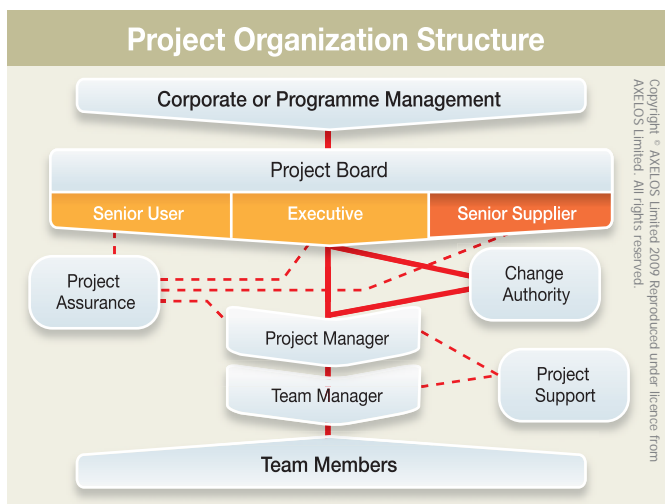 Project Organization Structure
Corporate or Programme Management
Project Board
Senior User
Executive
Senior Supplier
Project
Assurance
Change
Authority
Project Manager
Team Manager
Project
Support
Team Members
Copyright © AXELOS Limited 2009 Reproduced under licence from
AXELOS Limited. All rights reserved.